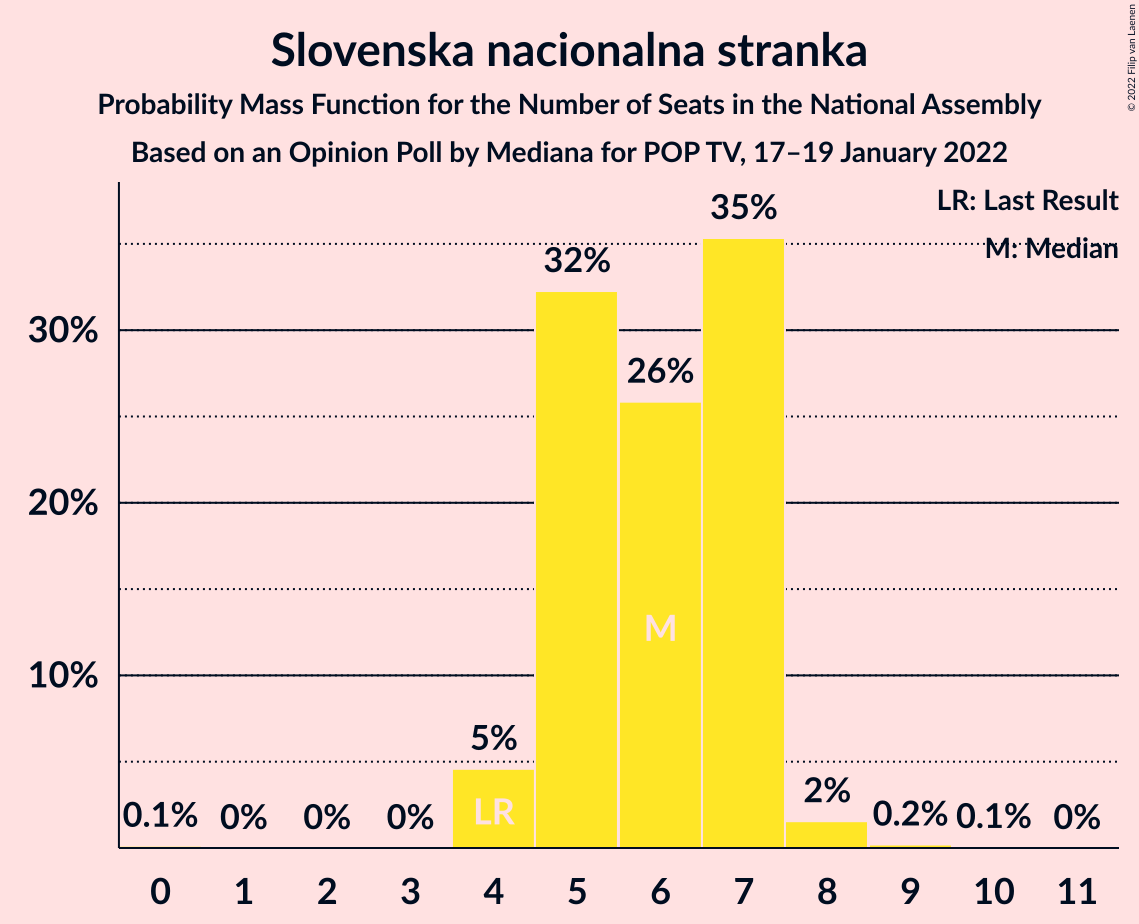 Slovenska nacionalna stranka
Probability Mass Function for the Number of Seats in the National Assembly
Based on an Opinion Poll by Mediana for POP TV, 17–19 January 2022
© 2022 Filip van Laenen
LR: Last Result
M: Median
35%
32%
30%
26%
20%
M
10%
5%
2%
0.1% 0% 0% 0% LR 0.2% 0.1% 0%
0 1 2 3 4 5 6 7 8 9 10 11